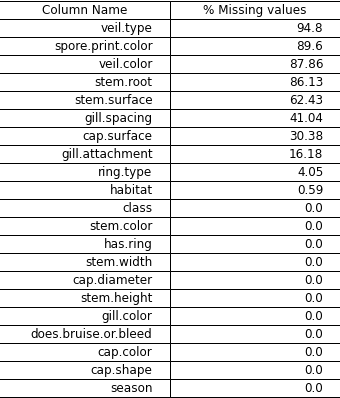 Column Name % Missing values
veil.type 94.8
spore.print.color 89.6
veil.color 87.86
stem.root 86.13
stem.surface 62.43
gill.spacing 41.04
cap.surface 30.38
gill.attachment 16.18
ring.type 4.05
habitat 0.59
class 0.0
stem.color 0.0
has.ring 0.0
stem.width 0.0
cap.diameter 0.0
stem.height 0.0
gill.color 0.0
does.bruise.or.bleed 0.0
cap.color 0.0
cap.shape 0.0
season 0.0